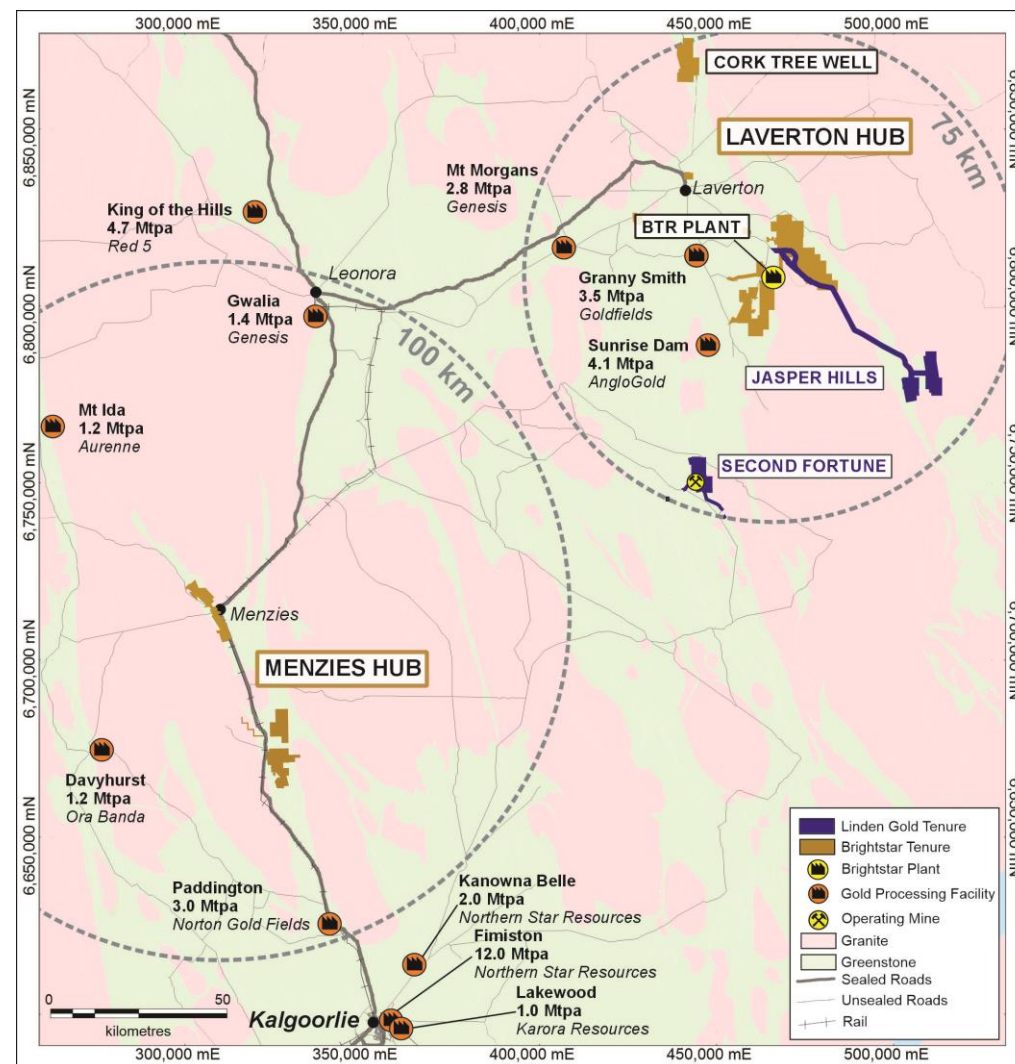 300,000 mE
350,000 mE
400,000 mE
450,000 mE
500,000 mE
CORK TREE WELL
LAVERTON HUB
75 km
6,850,000 mN
Mt Morgans
2.8 Mtpa
Genesis
Laverton
King of the Hills
4.7 Mtpa
Red 5
BTR PLANT
Leonora
Gwalia
1.4 Mtpa
Genesis
Granny Smith
3.5 Mtpa
Goldfields
6,800,000 mN
Sunrise Dam
4.1 Mtpa
AngloGold
100 km
JASPER HILLS
Mt Ida
1.2 Mtpa
Aurenne
SECOND FORTUNE
6,750,000 mN
Menzies
MENZIES HUB
6,700,000 mN
Davyhurst
1.2 Mtpa
Ora Banda
6,650,000 mN
Paddington
3.0 Mtpa
Norton Gold Fields
Kanowna Belle
2.0 Mtpa
Northern Star Resources
Fimiston
12.0 Mtpa
Northern Star Resources
Lakewood
1.0 Mtpa
Karora Resources
Kalgoorlie
0 50
kilometres
Linden Gold Tenure
Brightstar Tenure
Brightstar Plant
Gold Processing Facility
Operating Mine
Granite
Greenstone
Sealed Roads
Unsealed Roads
Rail
300,000 mE
350,000 mE
400,000 mE
450,000 mE
500,000 mE